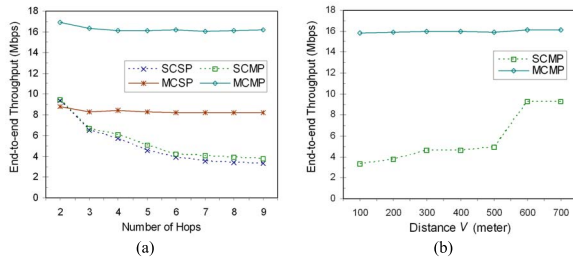 End-to-end Throughput (Mbps)
18
16
14
12
10
8
6
4
2
0
SCSP
SCMP
MCSP
MCMP
2 3 4 5 6 7 8 9
Number of Hops
(a)
End-to-end Throughput (Mbps)
18
16
14
12
10
8
6
4
2
0
SCMP
MCMP
100 200 300 400 500 600 700
Distance V (meter)
(b)